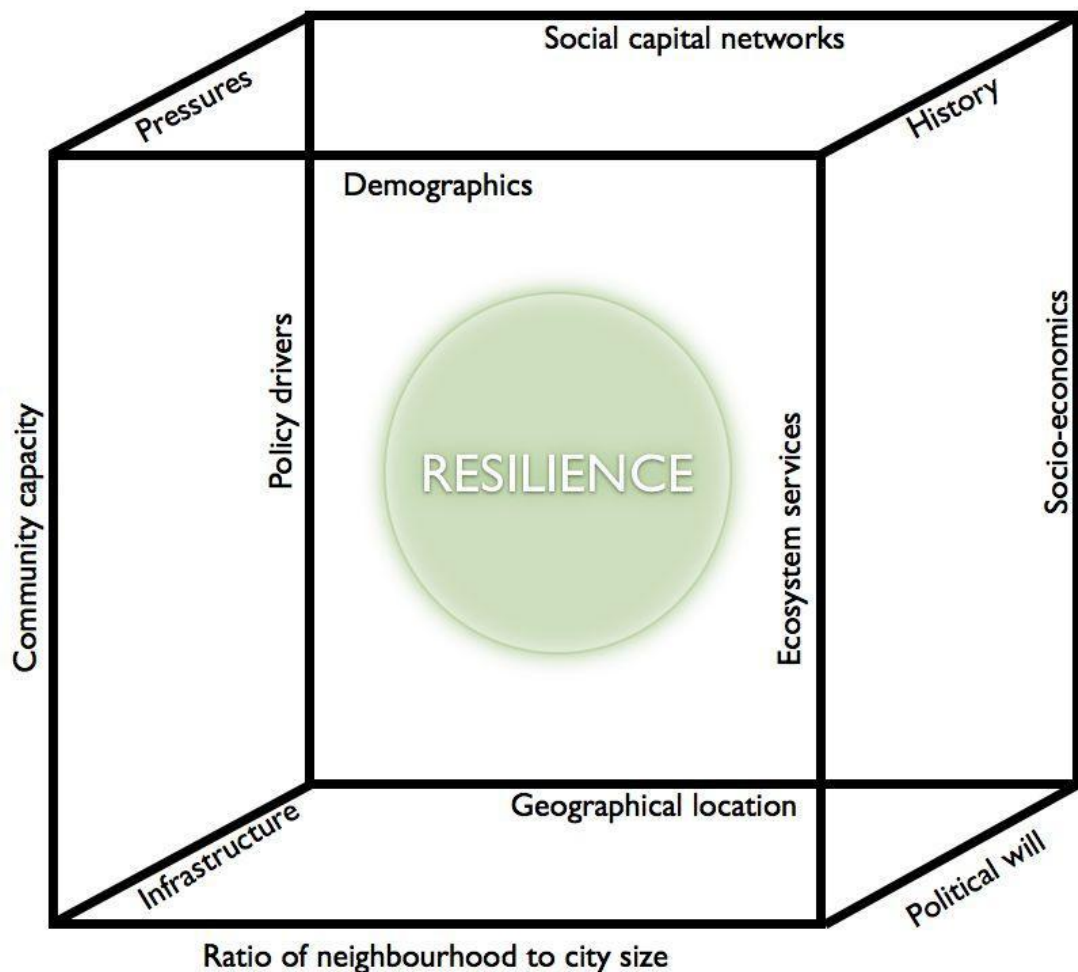 Social capital networks
Pressures
History
Demographics
Policy drivers
Socio-economics
Community capacity
RESILIENCE
Ecosystem services
Geographical location
Infrastructure
Political will
Ratio of neighbourhood to city size